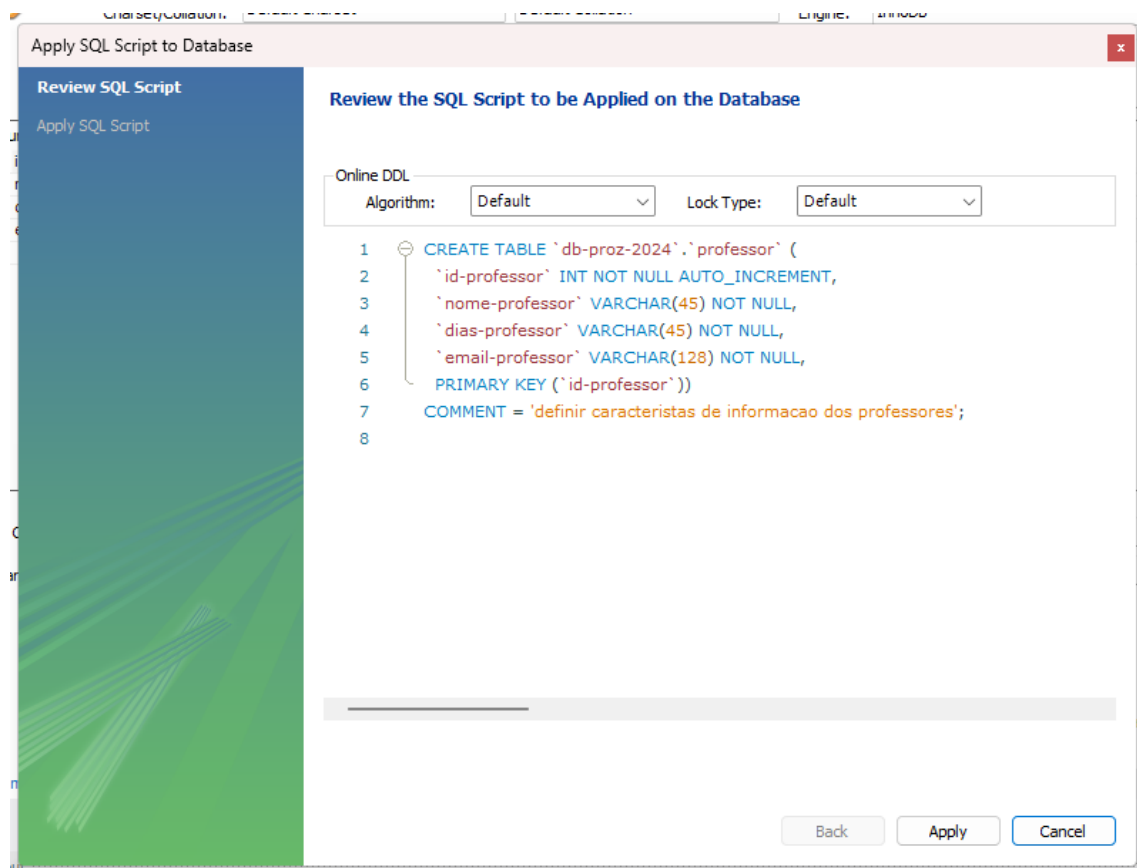 Engine:
Apply SQL Script to Database
x
Review SQL Script
Apply SQL Script
Review the SQL Script to be Applied on the Database
Online DDL
Algorithm: Default Lock Type: Default
1 CREATE TABLE `db-proz-2024`.`professor` (
2 `id-professor` INT NOT NULL AUTO_INCREMENT,
3 `nome-professor` VARCHAR(45) NOT NULL,
4 `dias-professor` VARCHAR(45) NOT NULL,
5 `email-professor` VARCHAR(128) NOT NULL,
6 PRIMARY KEY (`id-professor`))
7 COMMENT = 'definir caracteristas de informacao dos professores';
8
Back Apply Cancel